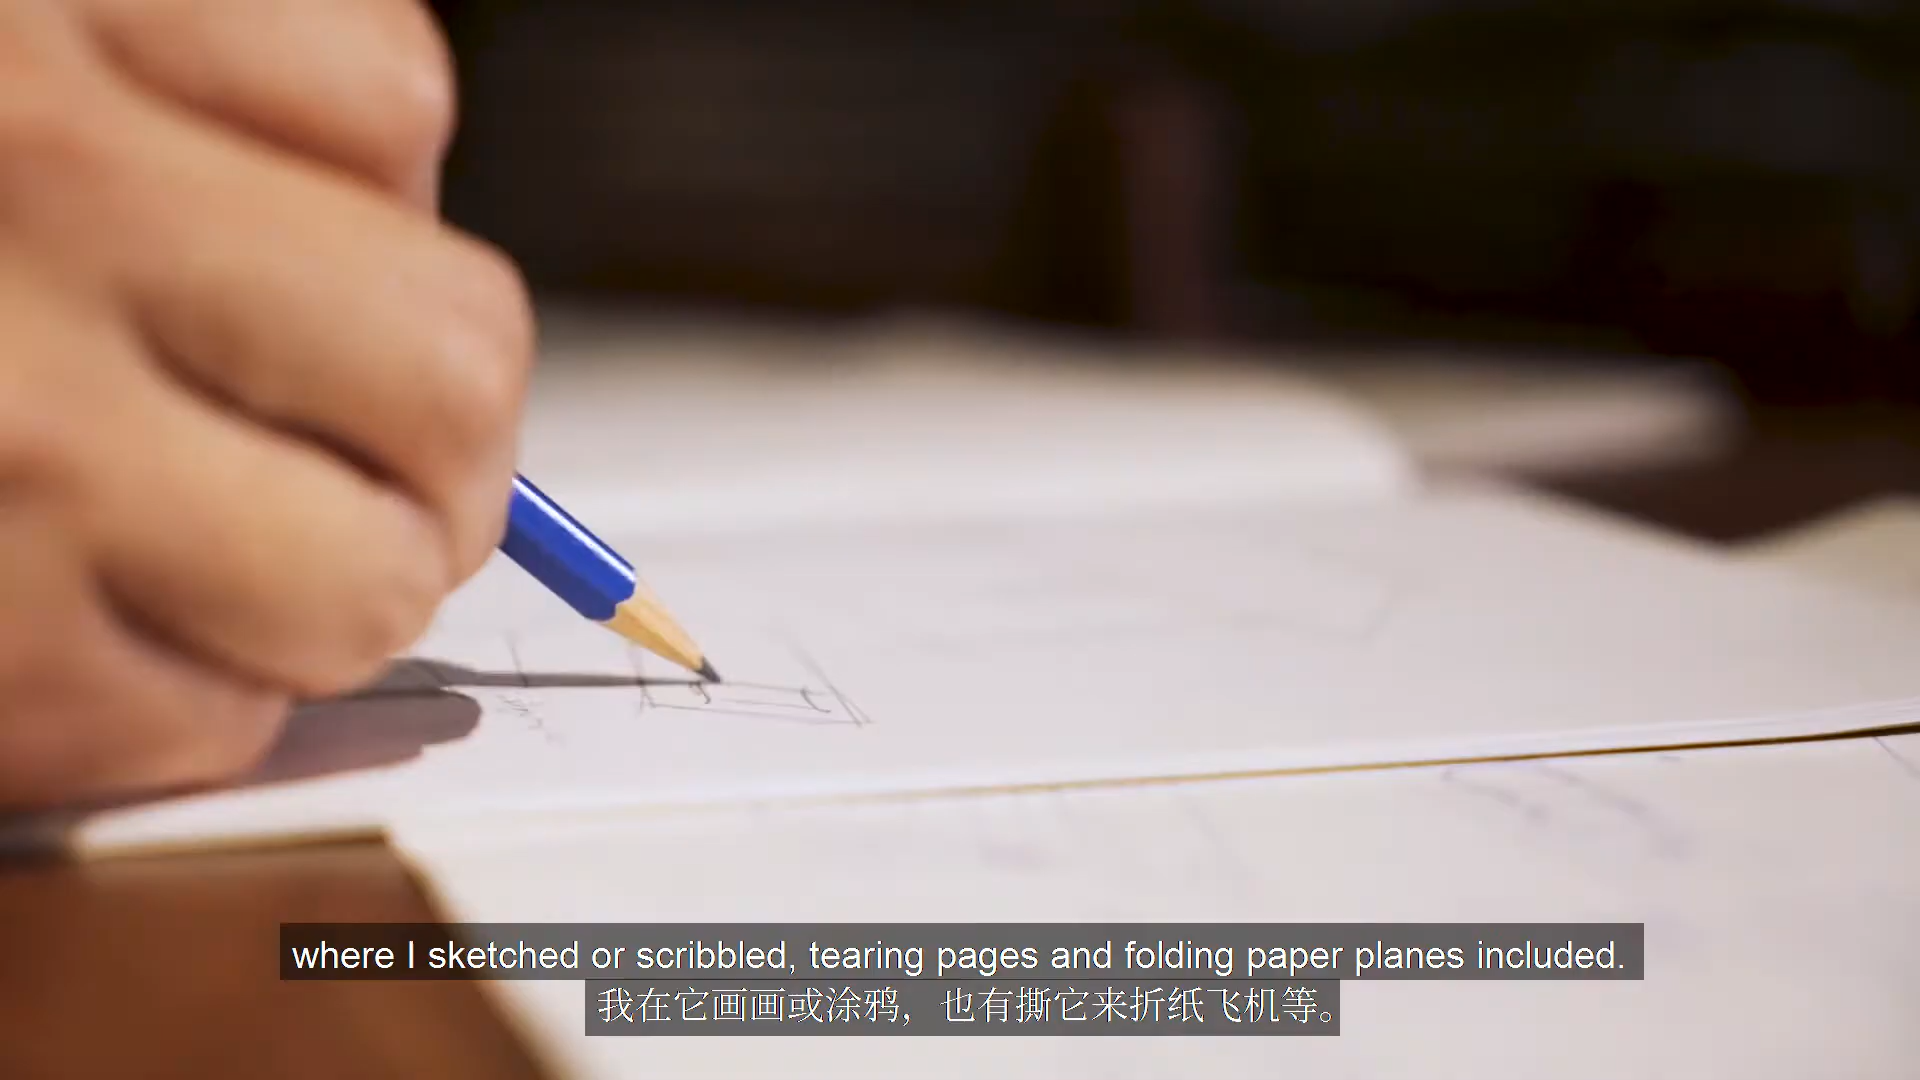 where I sketched or scribbled, tearing pages and folding paper planes included.
我在它画画或涂鸦，也有撕它来折纸飞机等。